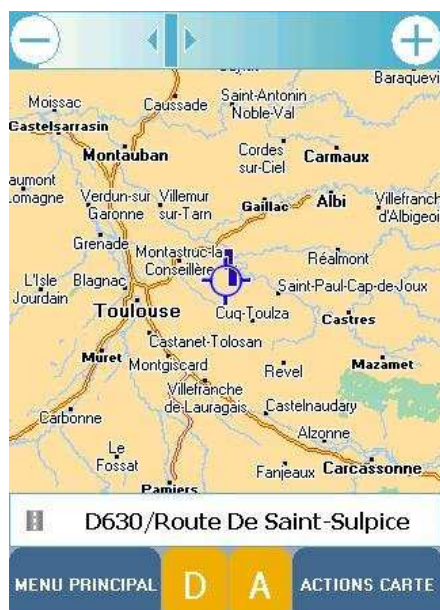 Baraquevi
Moissac
Caussade
Saint-Antonin
Noble-Val
Castelsarrasin
Montauban
Cordes
sur-Ciel
Carmaux
aumont
Lomagne
Verdun-sur
Garonne
Villemur
sur-Tarn
Gaillac
Albi
Villefranch
d'Albigeoi
Grenade
Montastruc-la
Conseillère
Réalmont
L'Isle
Jourdain
Blagnac
Saint-Paul-Cap-de-Joux
Toulouse
Cuq-Toulza
Castres
Castanet-Tolosan
Muret
Montgiscard
Revel
Mazamet
Villefranche
de-Lauragais
Castelnaudary
Carbonne
Alzonne
Le
Fossat
Fanjeaux
Carcassonne
Pamiers
D630/Route De Saint-Sulpice
MENU PRINCIPAL
D
A
ACTIONS CARTE